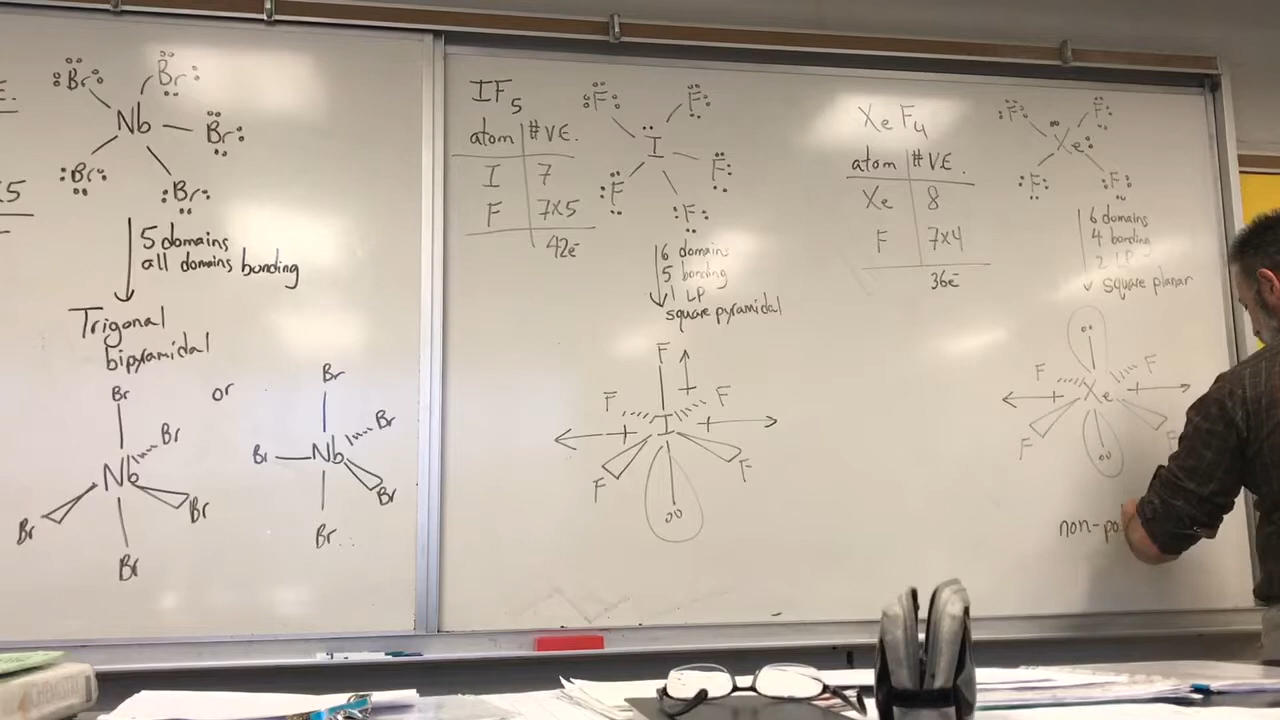 E.
x5
:Br:
:Br:
Nb
Br:
:Br:
:Br:
5 domains
all domains bonding
Trigonal
bipyramidal
Br
Br
Nb
Br
Br
Br
or
Br
Br
Br
Nb
Br
Br
IF5
atom #V.E.
I 7
F 7x5
42e-
:F:
F:
I
F:
:F
:F:
6 domains
5 bonding
1 LP
square pyramidal
F
F
F
I
F
F
XeF4
atom #V.E.
Xe 8
F 7x4
36e-
:F
F:
Xe:
:F:
:F:
6 domains
4 bonding
2 LP
square planar
F
F
Xe
F
F
non-po
CHEMISTRY